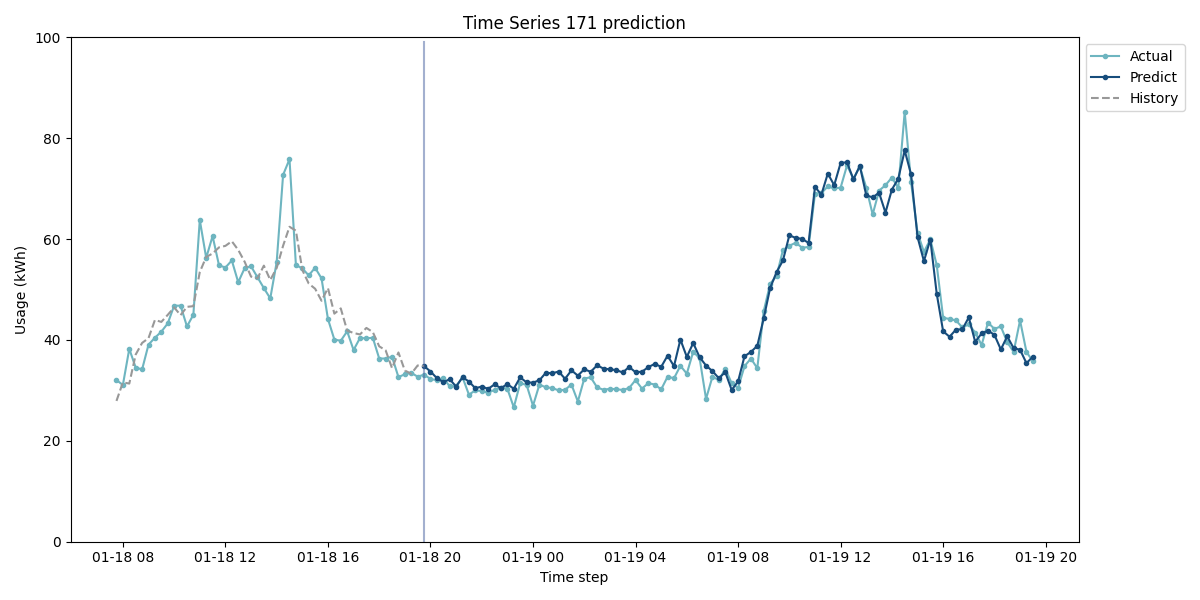 Time Series 171 prediction
100
80
60
40
20
0
Usage (kWh)
01-18 08
01-18 12
01-18 16
01-18 20
01-19 00
01-19 04
01-19 08
01-19 12
01-19 16
01-19 20
Time step
Actual
Predict
History